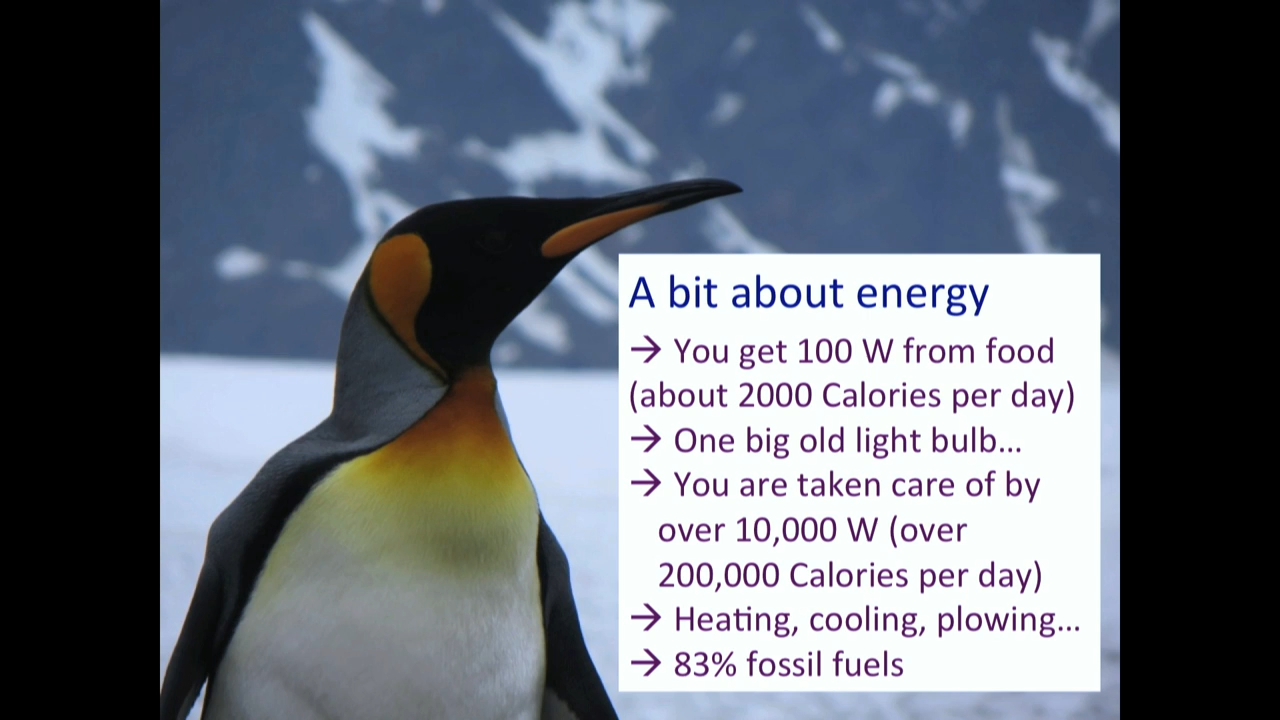 A bit about energy
→ You get 100 W from food
(about 2000 Calories per day)
→ One big old light bulb...
→ You are taken care of by
over 10,000 W (over
200,000 Calories per day)
→ Heating, cooling, plowing...
→ 83% fossil fuels